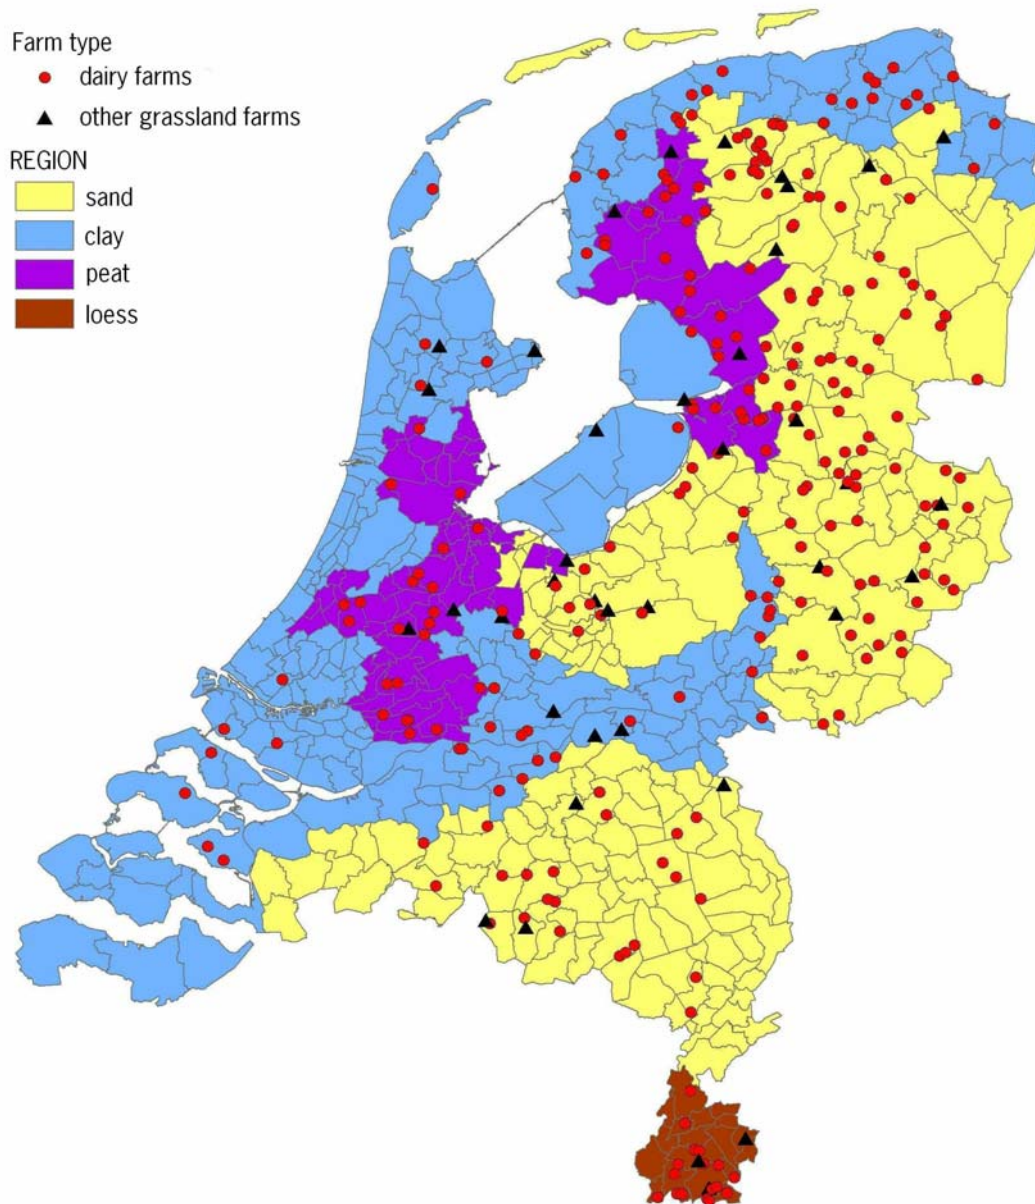 Farm type
dairy farms
other grassland farms
REGION
sand
clay
peat
loess